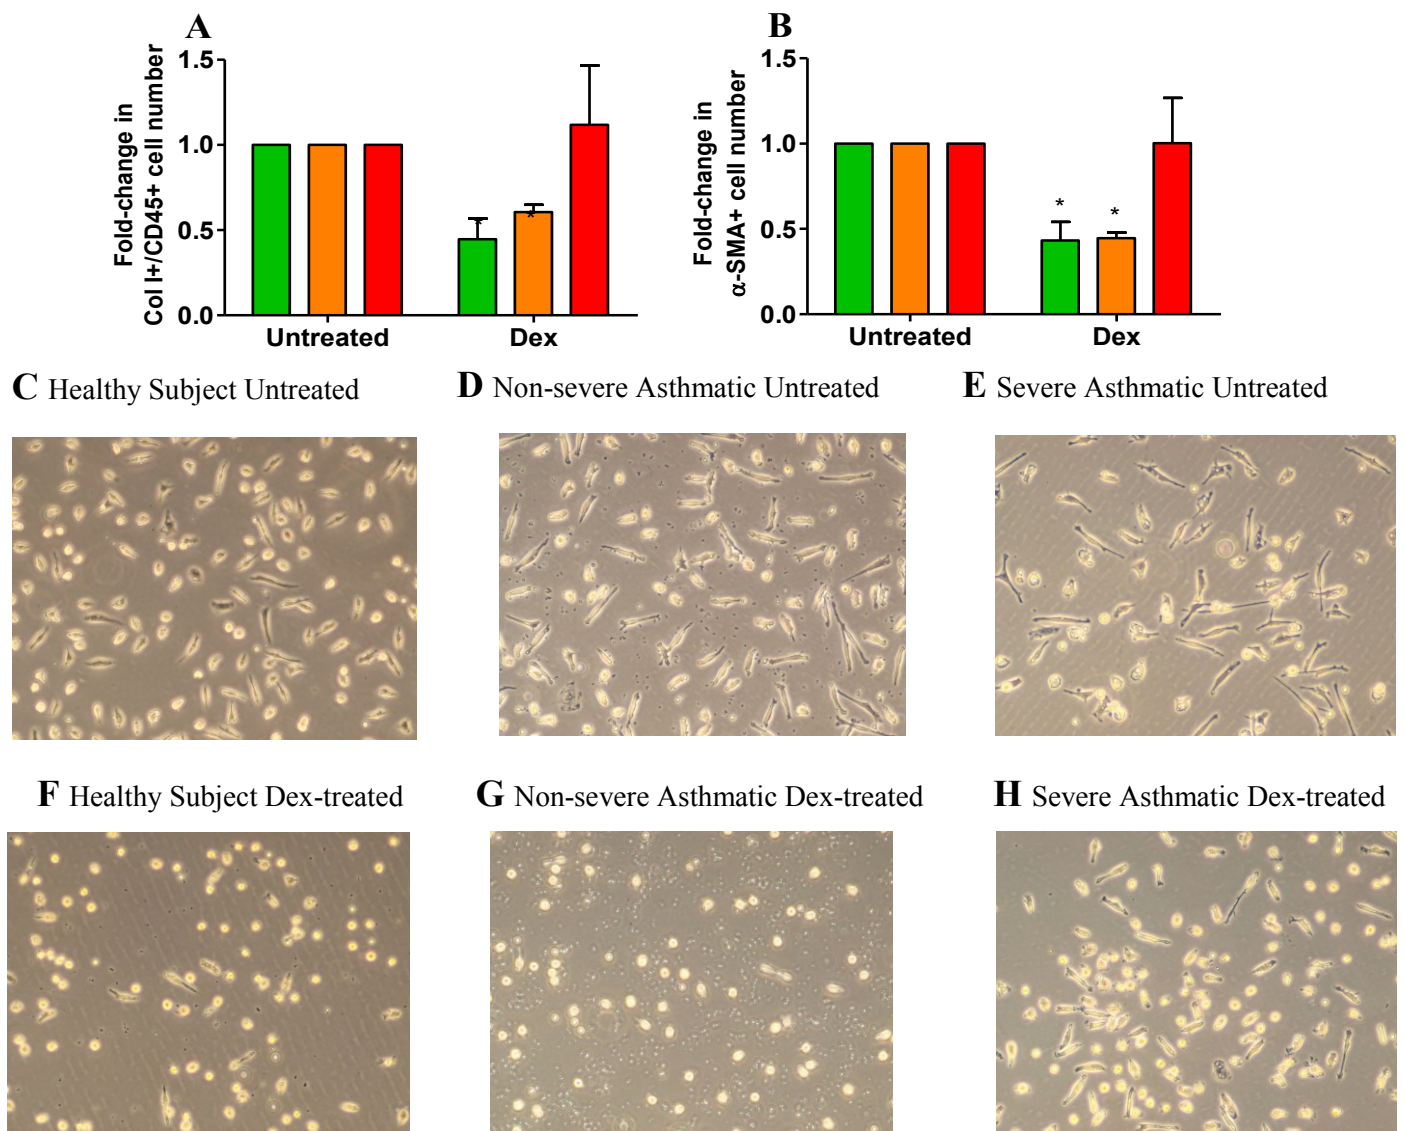 A
Fold-change in
Col I+/CD45+ cell number
1.5
1.0
0.5
0.0
*
*
Untreated
Dex
B
Fold-change in
α-SMA+ cell number
1.5
1.0
0.5
0.0
*
*
Untreated
Dex
C Healthy Subject Untreated
D Non-severe Asthmatic Untreated
E Severe Asthmatic Untreated
F Healthy Subject Dex-treated
G Non-severe Asthmatic Dex-treated
H Severe Asthmatic Dex-treated